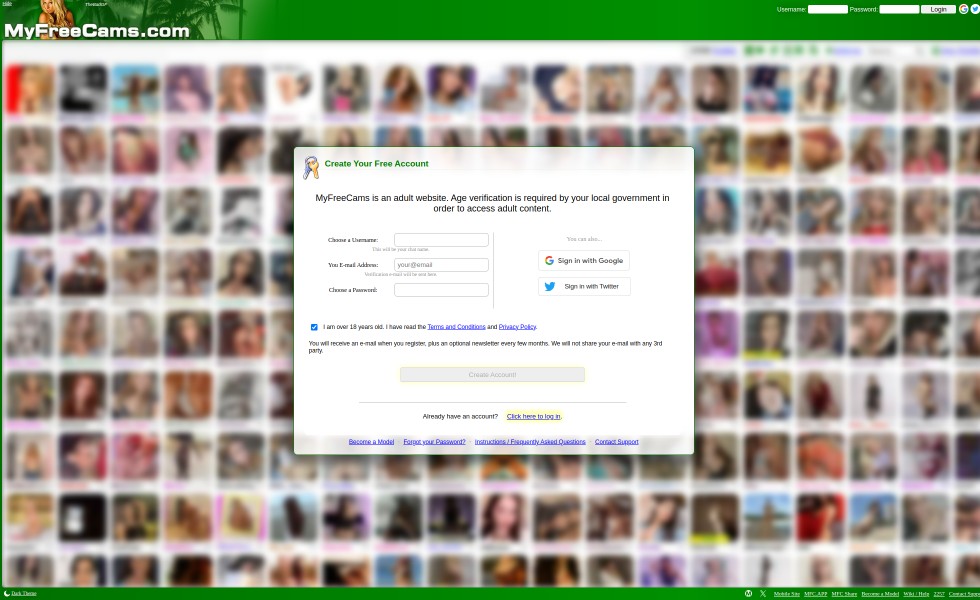 Username: Password: Login
MyFreeCams.com
Create Your Free Account
MyFreeCams is an adult website. Age verification is required by your local government in
order to access adult content.
Choose a Username:
This will be your chat name.
You E-mail Address: your@email
Verification e-mail will be sent here.
Choose a Password:
You can also...
Sign in with Google
Sign in with Twitter
I am over 18 years old. I have read the Terms and Conditions and Privacy Policy.
You will receive an e-mail when you register, plus an optional newsletter every few months. We will not share your e-mail with any 3rd
party.
Create Account!
Already have an account? Click here to log in.
Become a Model · Forgot your Password? · Instructions / Frequently Asked Questions · Contact Support
Dark Theme
Mobile Site MFC.APP MFC Share Become a Model Wiki / Help 2257 Contact